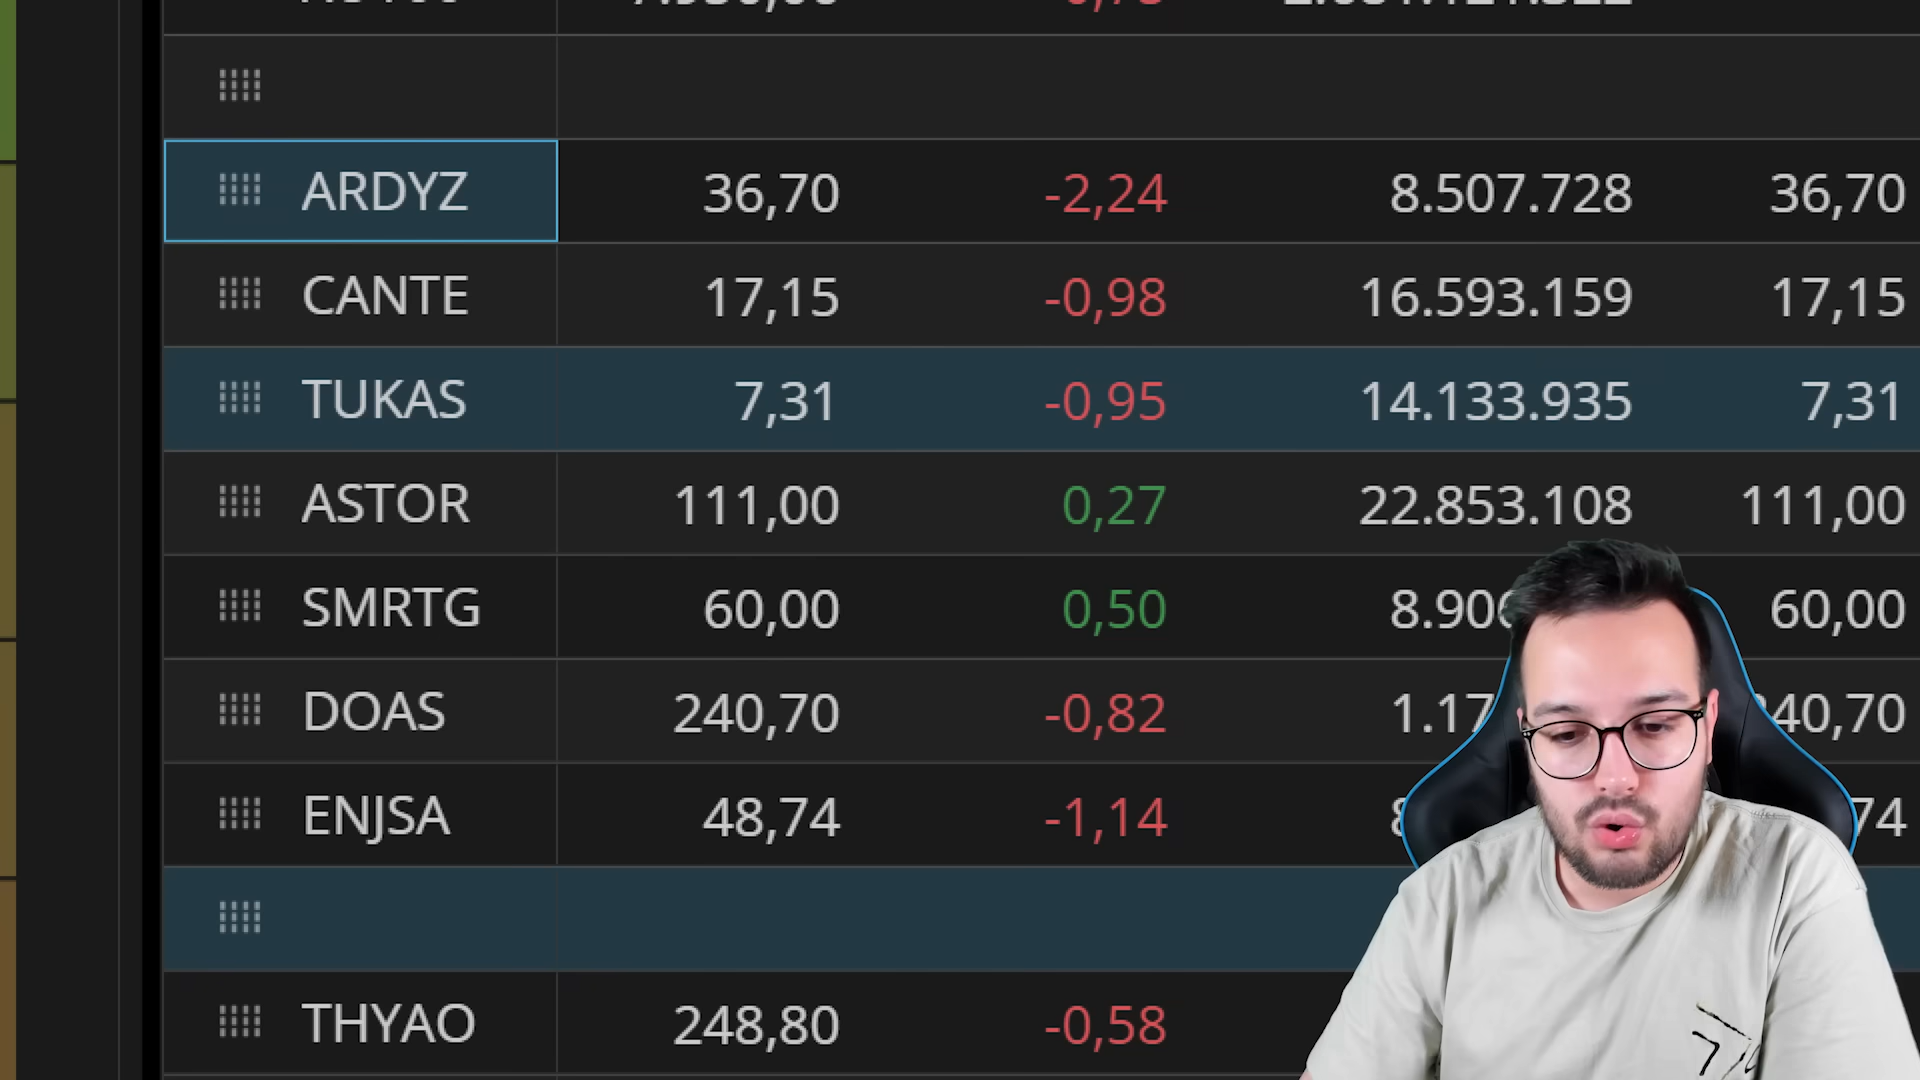 ARDYZ 36,70 -2,24 8.507.728 36,70
CANTE 17,15 -0,98 16.593.159 17,15
TUKAS 7,31 -0,95 14.133.935 7,31
ASTOR 111,00 0,27 22.853.108 111,00
SMRTG 60,00 0,50 60,00
DOAS 240,70 -0,82
ENJSA 48,74 -1,14
THYAO 248,80 -0,58